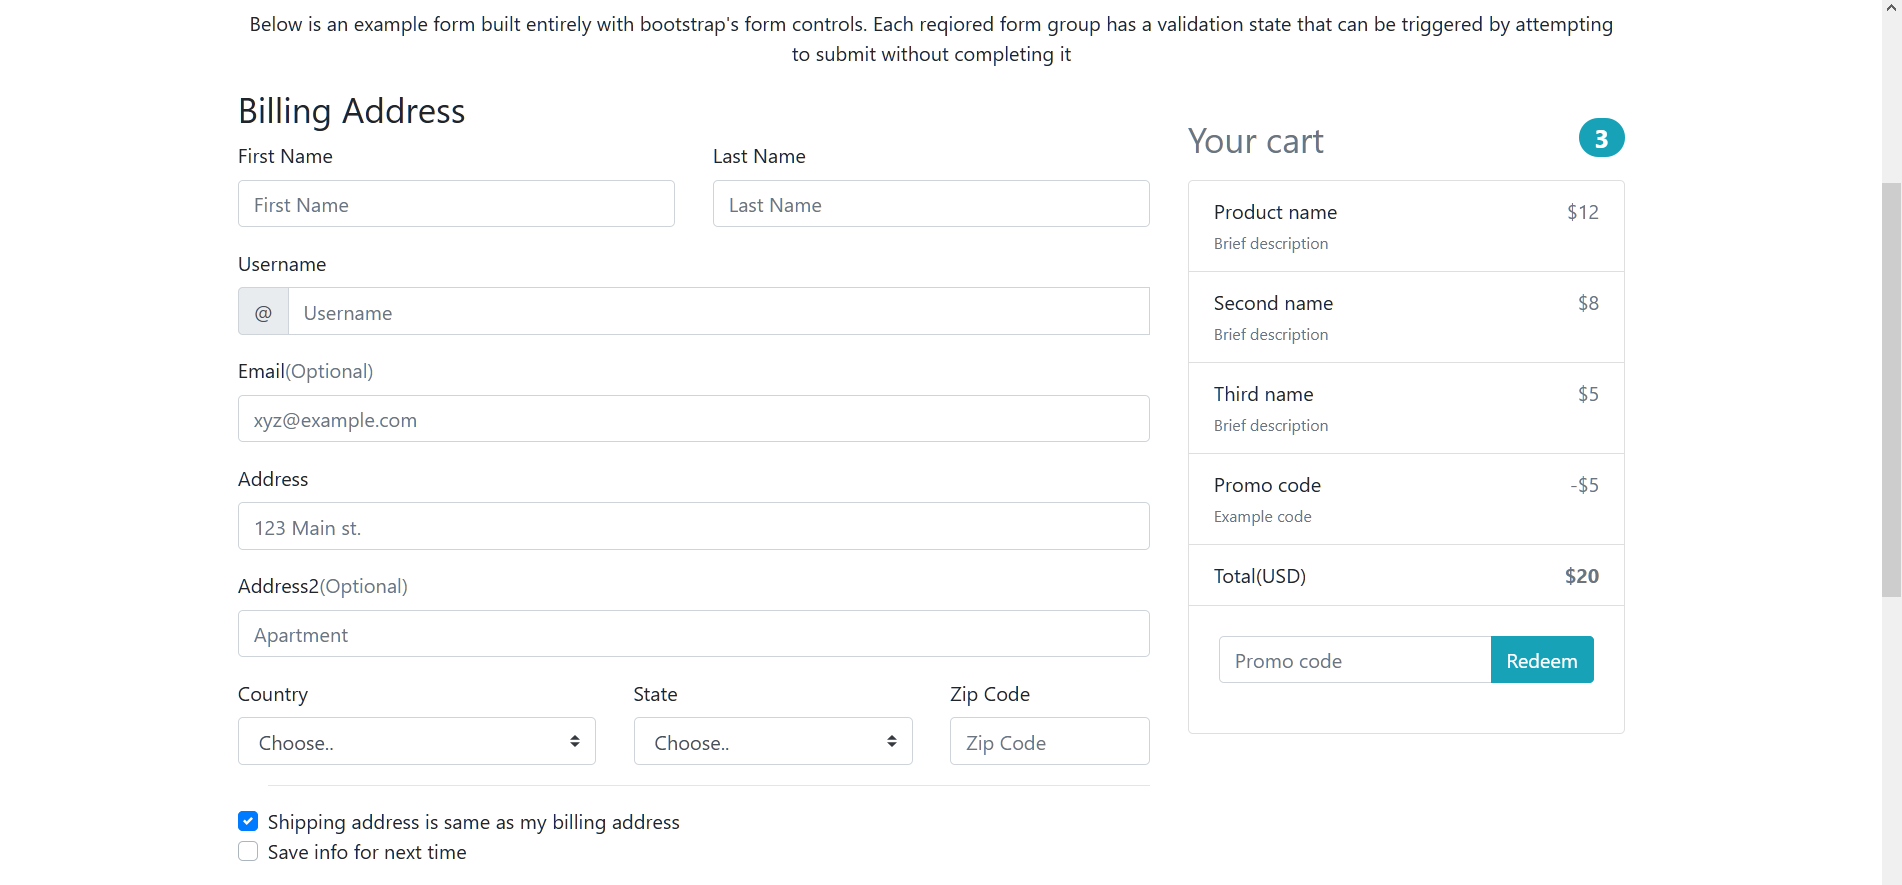 Below is an example form built entirely with bootstrap's form controls. Each reqiored form group has a validation state that can be triggered by attempting
to submit without completing it
Billing Address
First Name
Last Name
First Name
Last Name
Username
@ Username
Email(Optional)
xyz@example.com
Address
123 Main st.
Address2(Optional)
Apartment
Country
State
Zip Code
Choose..
Choose..
Zip Code
Shipping address is same as my billing address
Save info for next time
Your cart
3
Product name $12
Brief description
Second name $8
Brief description
Third name $5
Brief description
Promo code -$5
Example code
Total(USD) $20
Promo code Redeem